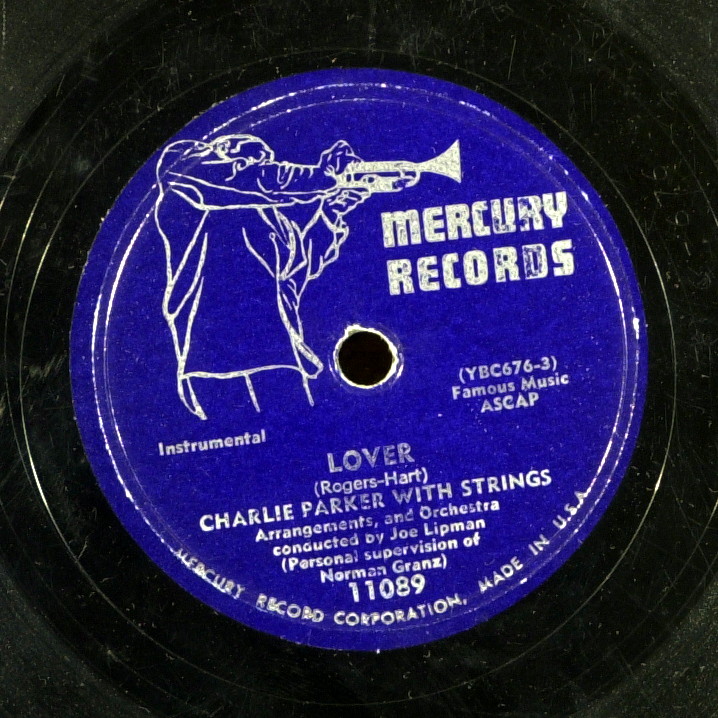 MERCURY
RECORDS
(YBC676-3)
Famous Music
ASCAP
Instrumental
LOVER
(Rogers-Hart)
CHARLIE PARKER WITH STRINGS
Arrangements, and Orchestra
conducted by Joe Lipman
(Personal supervision of
Norman Granz)
11089
MERCURY RECORD CORPORATION, MADE IN U.S.A.